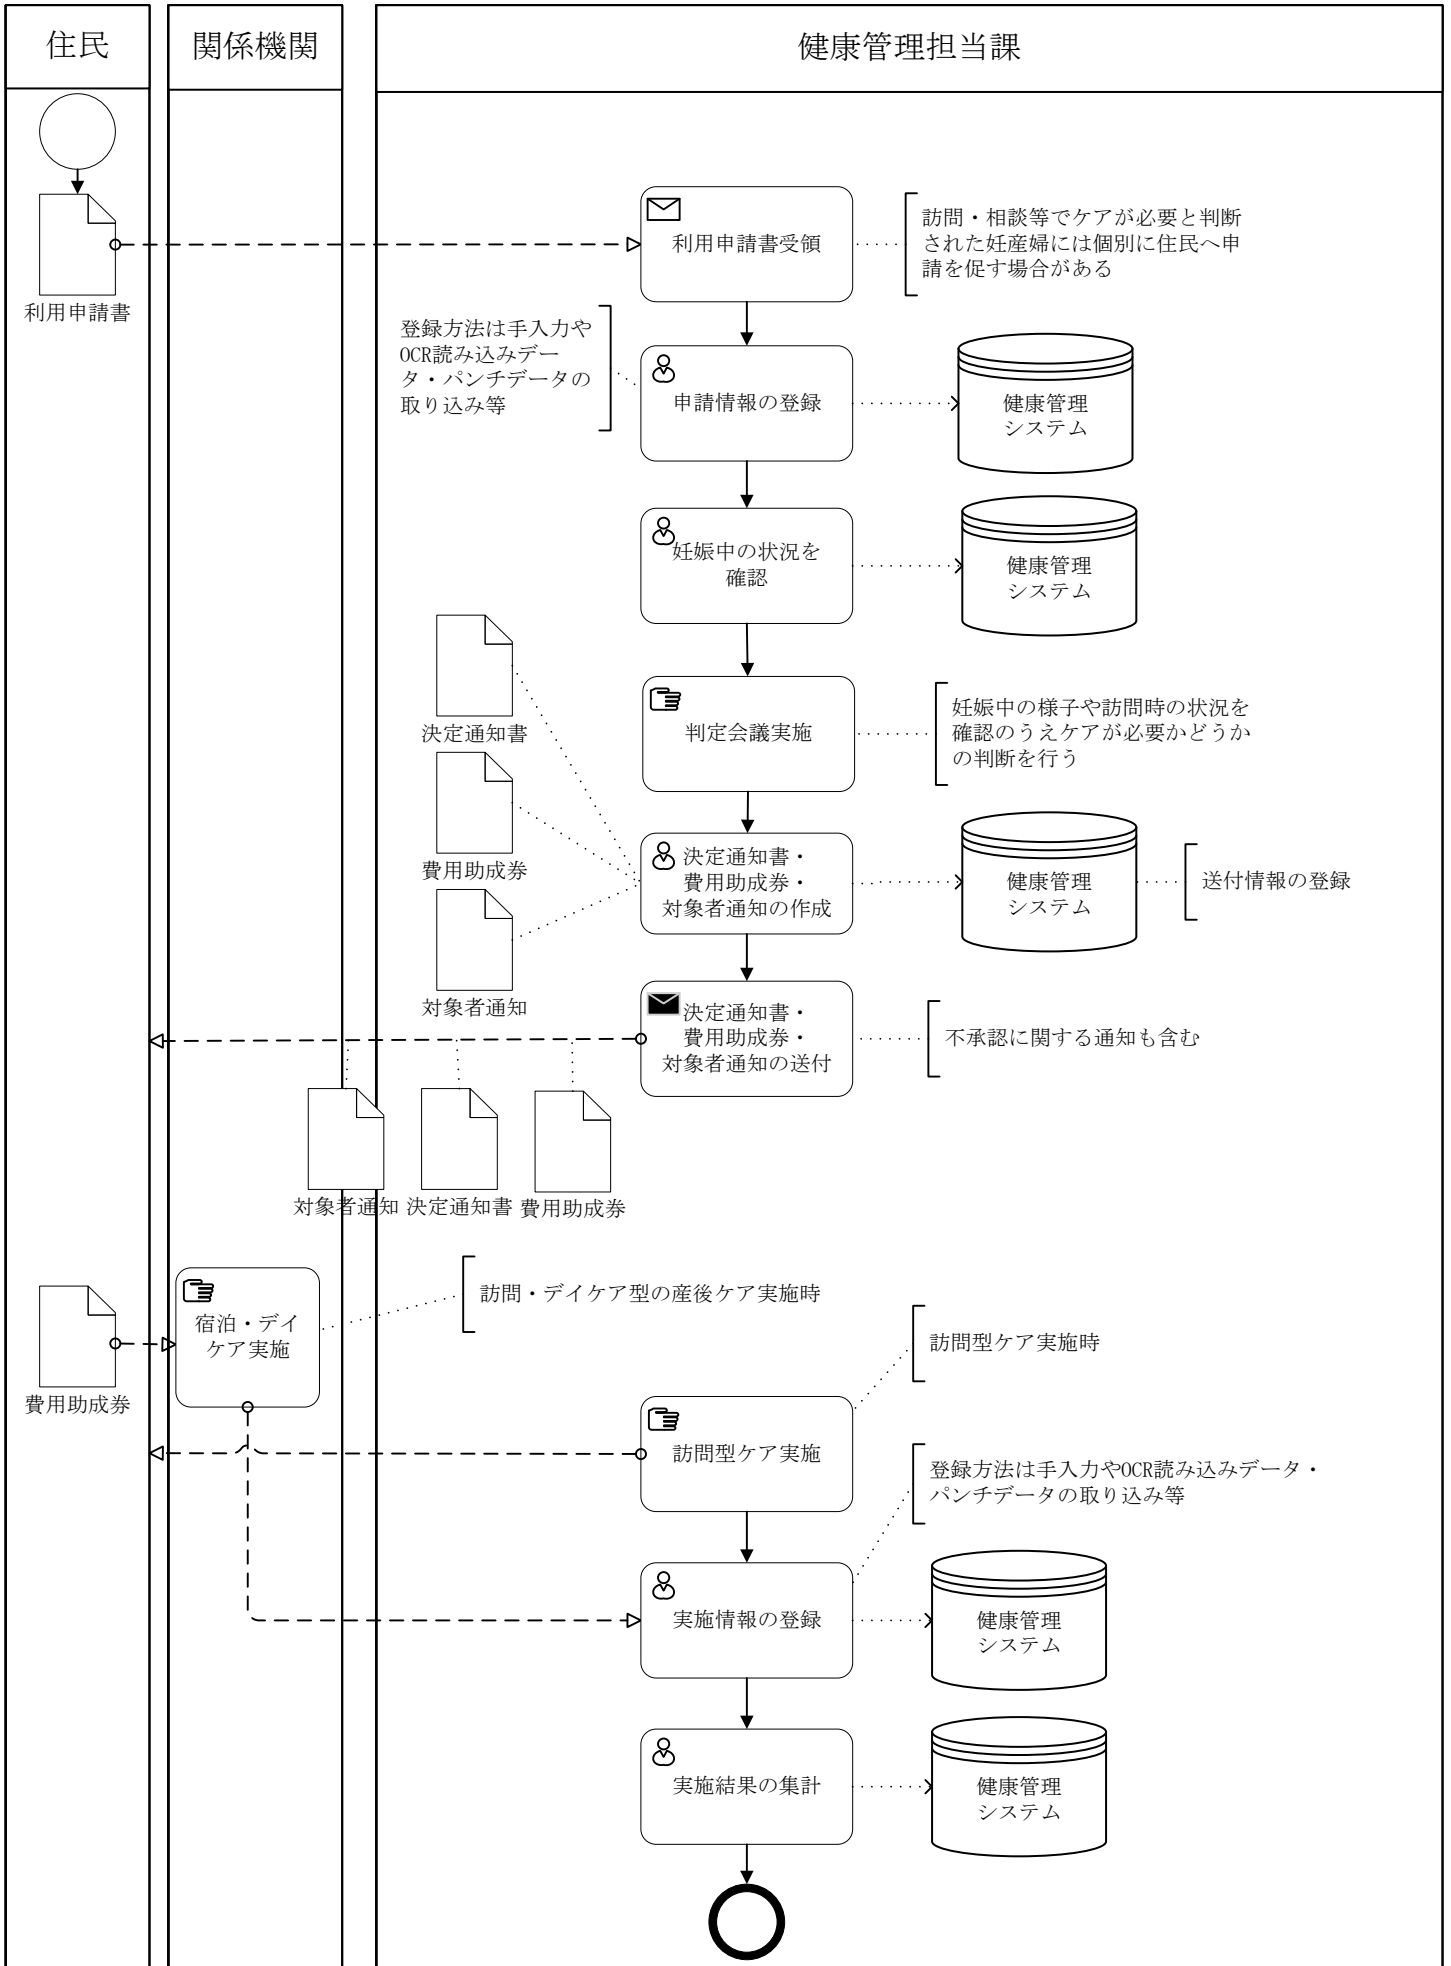 住民
関係機関
健康管理担当課
利用申請書
利用申請書受領
訪問・相談等でケアが必要と判断
された妊産婦には個別に住民へ申
請を促す場合がある
登録方法は手入力や
OCR読み込みデー
タ・パンチデータの
取り込み等
申請情報の登録
健康管理
システム
妊娠中の状況を
確認
健康管理
システム
決定通知書
判定会議実施
妊娠中の様子や訪問時の状況を
確認のうえケアが必要かどうか
の判断を行う
費用助成券
決定通知書・
費用助成券・
対象者通知の作成
健康管理
システム
送付情報の登録
対象者通知
決定通知書・
費用助成券・
対象者通知の送付
不承認に関する通知も含む
対象者通知
決定通知書
費用助成券
費用助成券
宿泊・デイ
ケア実施
訪問・デイケア型の産後ケア実施時
訪問型ケア実施時
訪問型ケア実施
登録方法は手入力やOCR読み込みデータ・
パンチデータの取り込み等
実施情報の登録
健康管理
システム
実施結果の集計
健康管理
システム